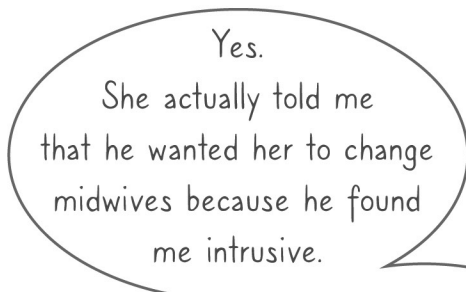 Yes.
She actually told me
that he wanted her to change
midwives because he found
me intrusive.